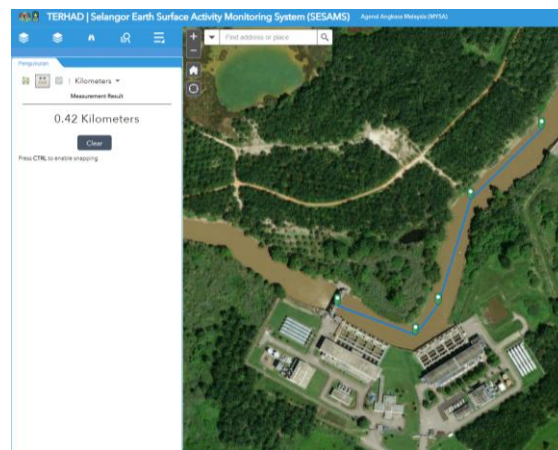 TERHAD | Selangor Earth Surface Activity Monitoring System (SESAMS) Agensi Angkasa Malaysia (MYSA)
Find address or place
Pengukuran
| Kilometers
Measurement Result
0.42 Kilometers
Clear
Press CTRL to enable snapping